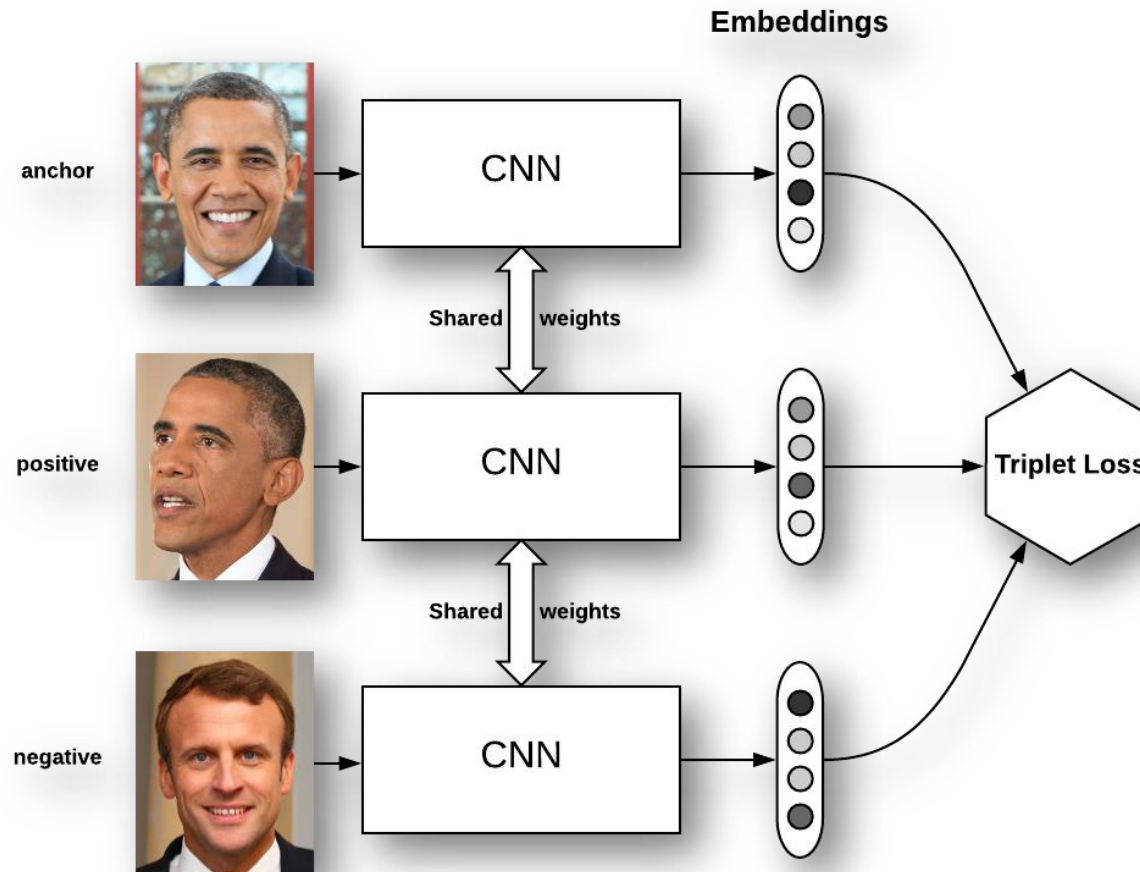 Embeddings
anchor
CNN
Shared weights
positive
CNN
Triplet Loss
Shared weights
negative
CNN